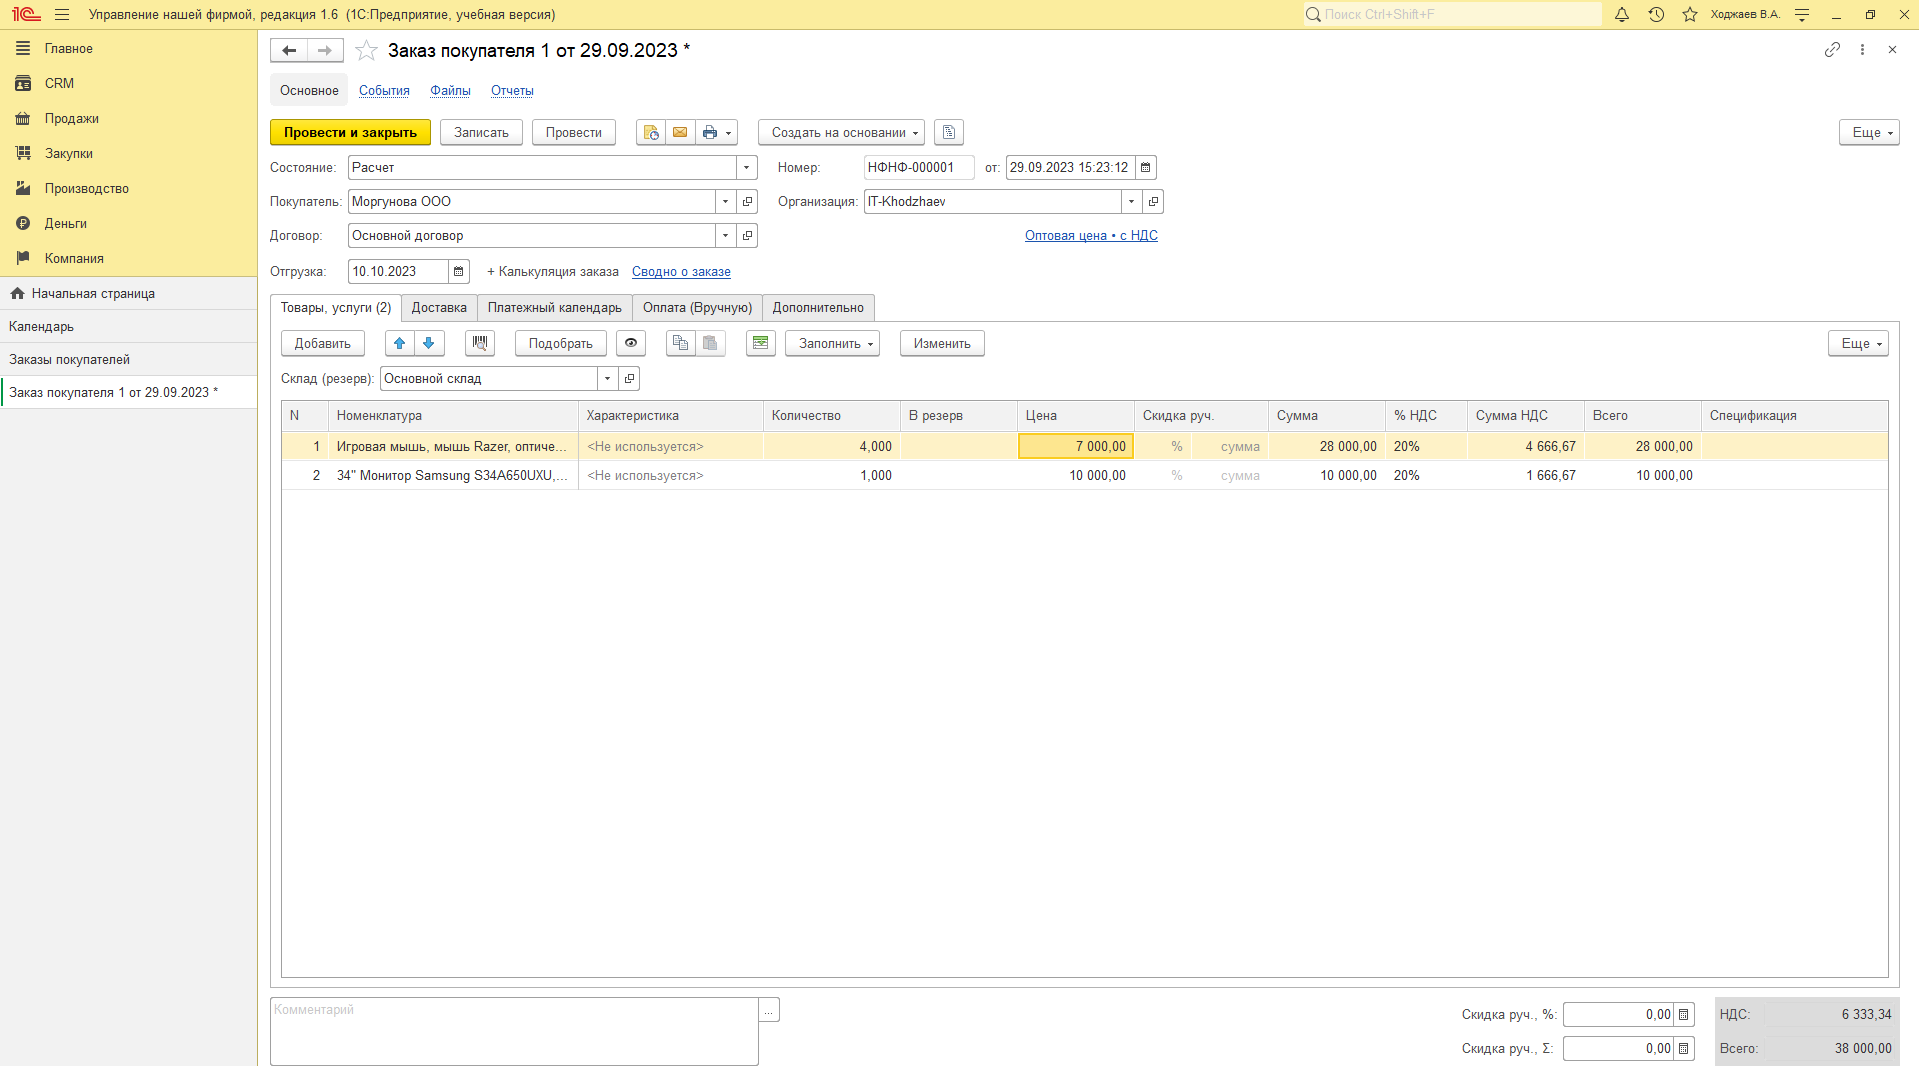 1С Управление нашей фирмой, редакция 1.6 (1С:Предприятие, учебная версия) Поиск Ctrl+Shift+F Ходжаев В.А.
Главное
CRM
Продажи
Закупки
Производство
Деньги
Компания
Начальная страница
Календарь
Заказы покупателей
Заказ покупателя 1 от 29.09.2023 *
Заказ покупателя 1 от 29.09.2023 *
Основное События Файлы Отчеты
Провести и закрыть Записать Провести Создать на основании Еще
Состояние: Расчет Номер: НФНФ-000001 от: 29.09.2023 15:23:12
Покупатель: Моргунова ООО Организация: IT-Khodzhaev
Договор: Основной договор Оптовая цена • с НДС
Отгрузка: 10.10.2023 + Калькуляция заказа Сводно о заказе
Товары, услуги (2) Доставка Платежный календарь Оплата (Вручную) Дополнительно
Добавить Подобрать Заполнить Изменить Еще
Склад (резерв): Основной склад
N Номенклатура Характеристика Количество В резерв Цена Скидка руч. Сумма % НДС Сумма НДС Всего Спецификация
1 Игровая мышь, мышь Razer, оптиче... <Не используется> 4,000 7 000,00 % сумма 28 000,00 20% 4 666,67 28 000,00
2 34" Монитор Samsung S34A650UXU,... <Не используется> 1,000 10 000,00 % сумма 10 000,00 20% 1 666,67 10 000,00
Комментарий ...
Скидка руч., %: 0,00 НДС: 6 333,34
Скидка руч., Σ: 0,00 Всего: 38 000,00